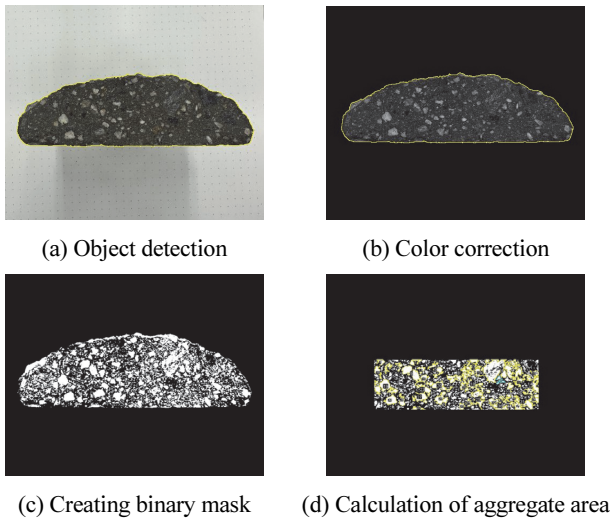 (a) Object detection
(b) Color correction
(c) Creating binary mask
(d) Calculation of aggregate area